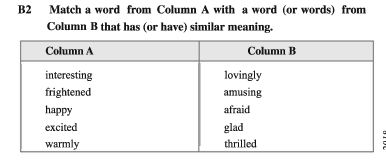 B2 Match a word from Column A with a word (or words) from
Column B that has (or have) similar meaning.
Column A Column B
interesting lovingly
frightened amusing
happy afraid
excited glad
warmly thrilled